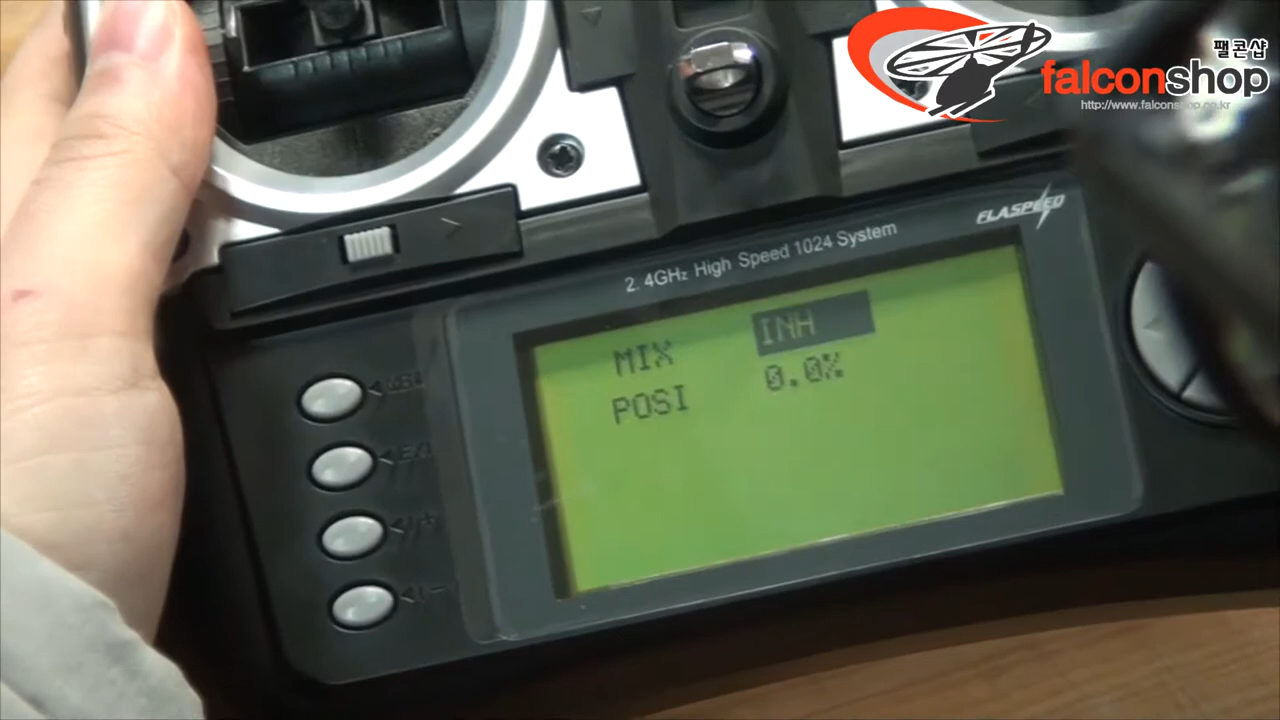 팰콘샵
falconshop
http://www.falconshop.co.kr
FLASPEED
2.4GHz High Speed 1024 System
MIX INH
POSI 0.0%